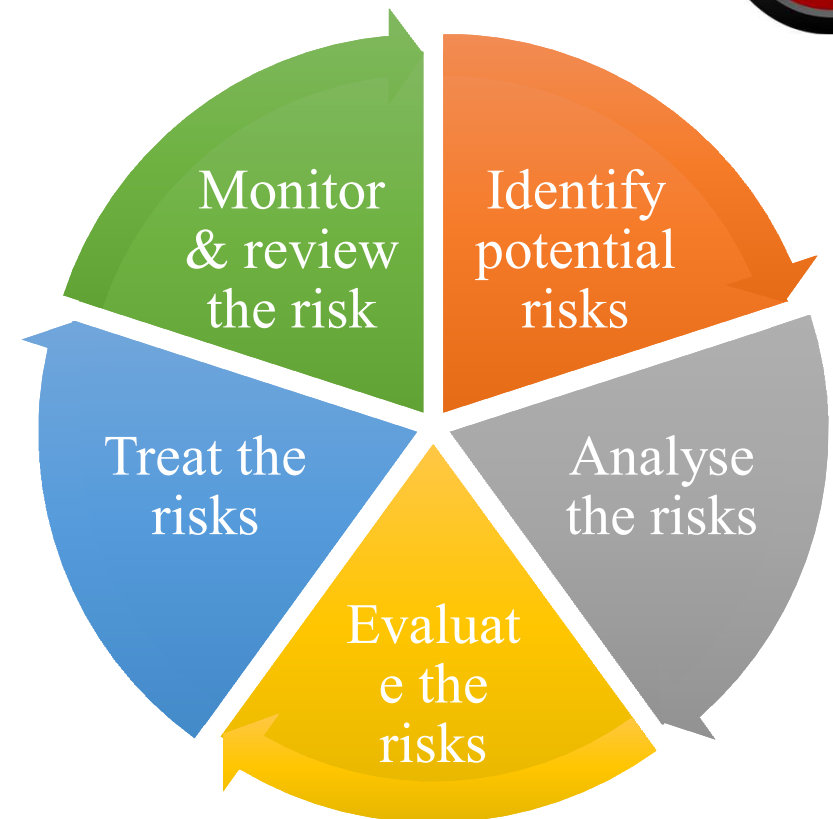 Identify
potential
risks
Analyse
the risks
Evaluat
e the
risks
Treat the
risks
Monitor
& review
the risk